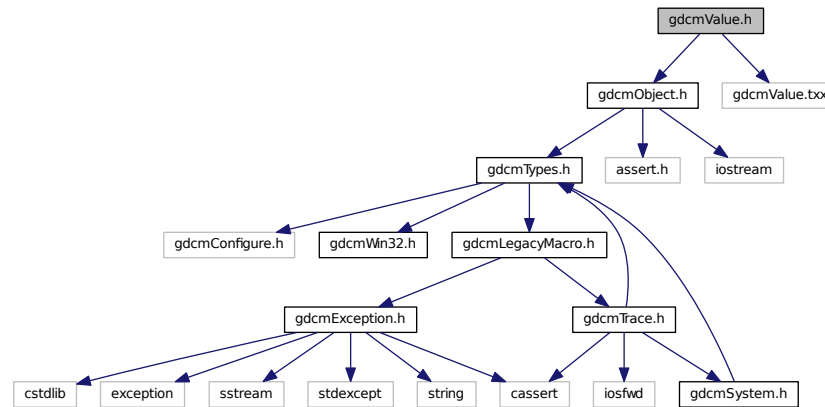 gdcmValue.h
gdcmObject.h
gdcmValue.txx
gdcmTypes.h
assert.h
iostream
gdcmConfigure.h
gdcmWin32.h
gdcmLegacyMacro.h
gdcmException.h
gdcmTrace.h
cstdlib
exception
sstream
stdexcept
string
cassert
iosfwd
gdcmSystem.h